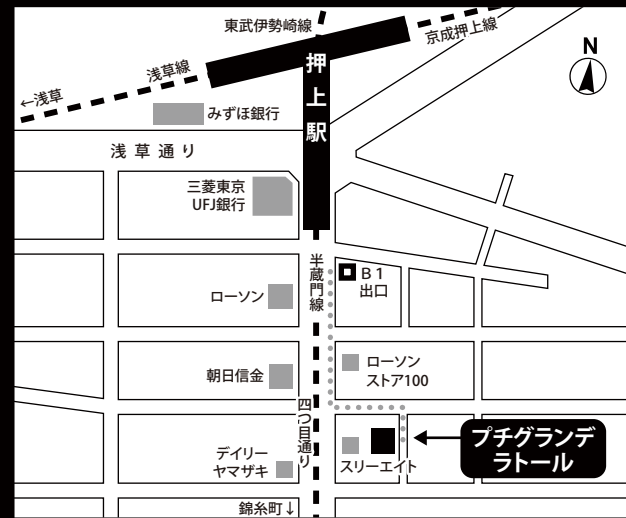 東武伊勢崎線
京成押上線
浅草線
←浅草
押上駅
N
みずほ銀行
浅草通り
三菱東京
UFJ銀行
半蔵門線
B1
出口
ローソン
ローソン
ストア100
朝日信金
四つ目通り
プチグランデ
ラトール
デイリー
ヤマザキ
スリーエイト
錦糸町↓